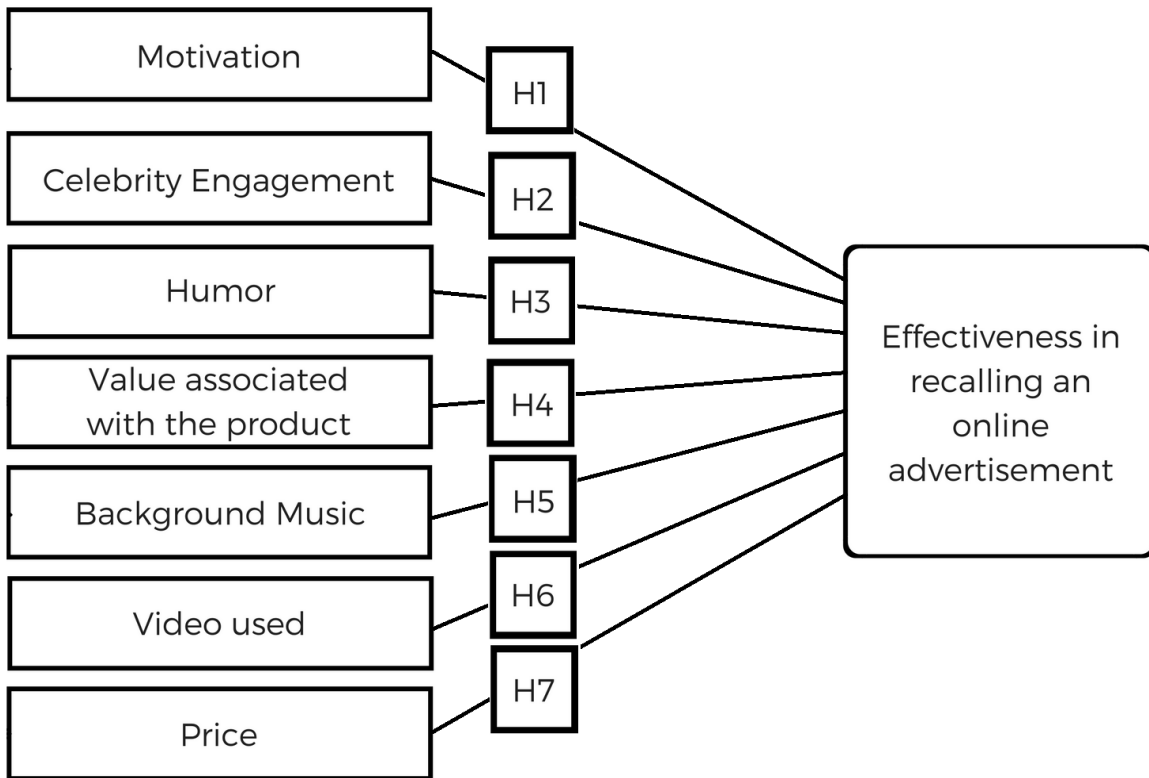 Motivation
H1
Celebrity Engagement
H2
Humor
H3
Value associated
with the product
H4
Background Music
H5
Video used
H6
Price
H7
Effectiveness in
recalling an
online
advertisement